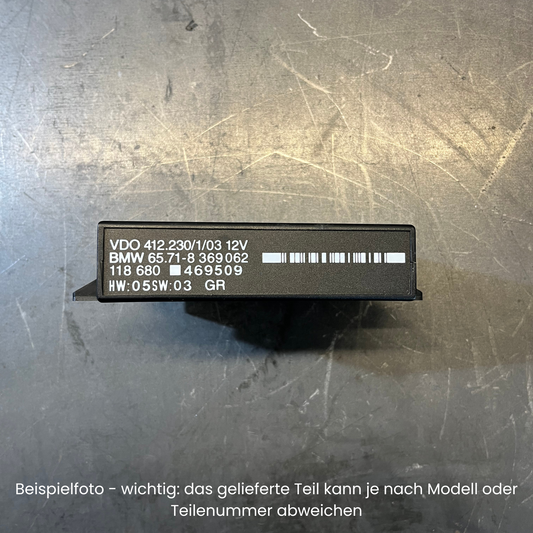 VDO 412.230/1/03 12V
BMW 65.71-8 369 062
118 680 469509
HW:05SW:03 GR
Beispielfoto - wichtig: das gelieferte Teil kann je nach Modell oder
Teilenummer abweichen